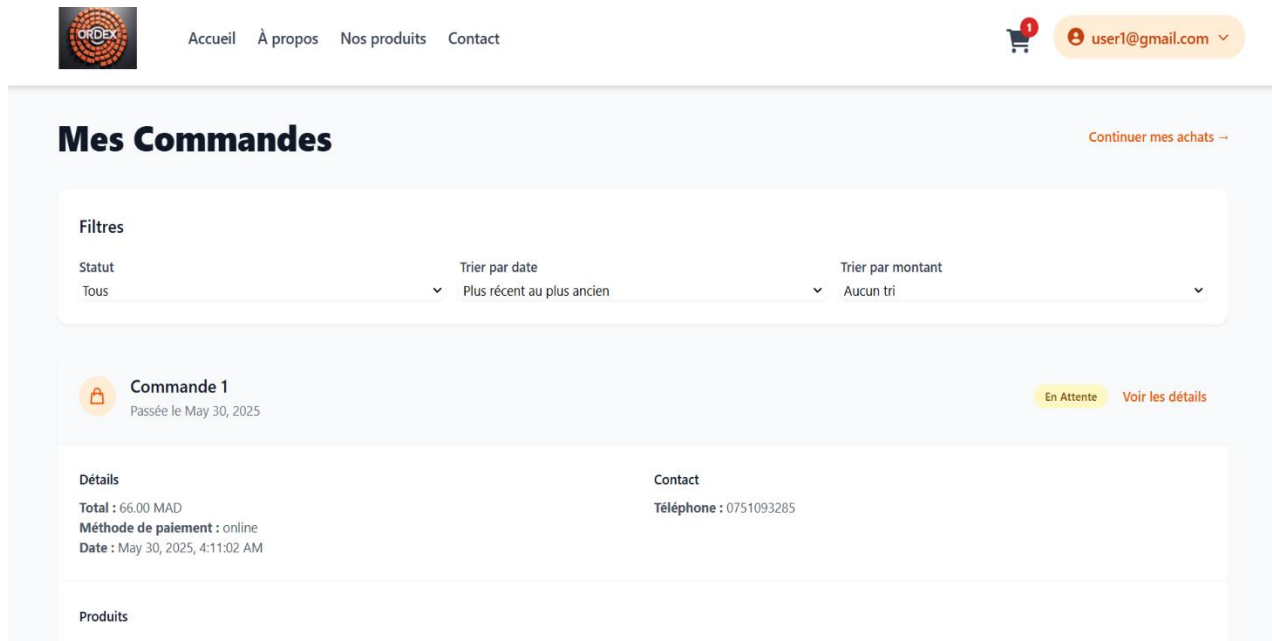 ORDEX
Accueil À propos Nos produits Contact
1
user1@gmail.com
Mes Commandes
Continuer mes achats →
Filtres
Statut Trier par date Trier par montant
Tous Plus récent au plus ancien Aucun tri
Commande 1
Passée le May 30, 2025
En Attente Voir les détails
Détails
Total : 66.00 MAD
Méthode de paiement : online
Date : May 30, 2025, 4:11:02 AM
Contact
Téléphone : 0751093285
Produits